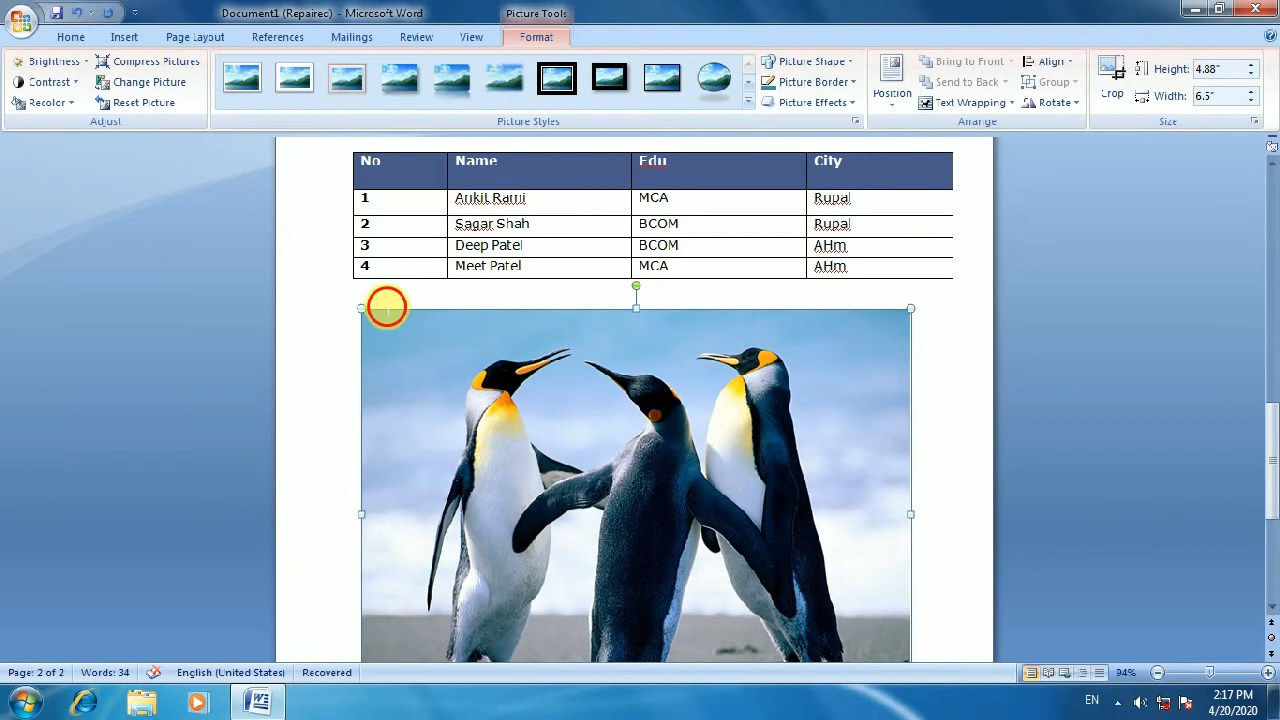 Document1 (Repaired) - Microsoft Word
Picture Tools
Home Insert Page Layout References Mailings Review View Format
Brightness Compress Pictures
Contrast Change Picture
Recolor Reset Picture
Adjust
Picture Styles
Picture Shape
Picture Border
Picture Effects
Position
Bring to Front
Send to Back
Text Wrapping
Align
Group
Rotate
Arrange
Crop
Height: 4.88"
Width: 6.5"
Size
No Name Edu City
1 Ankit Rami MCA Rupal
2 Sagar Shah BCOM Rupal
3 Deep Patel BCOM AHm
4 Meet Patel MCA AHm
Page: 2 of 2 Words: 34 English (United States) Recovered 94%
EN 2:17 PM
4/20/2020